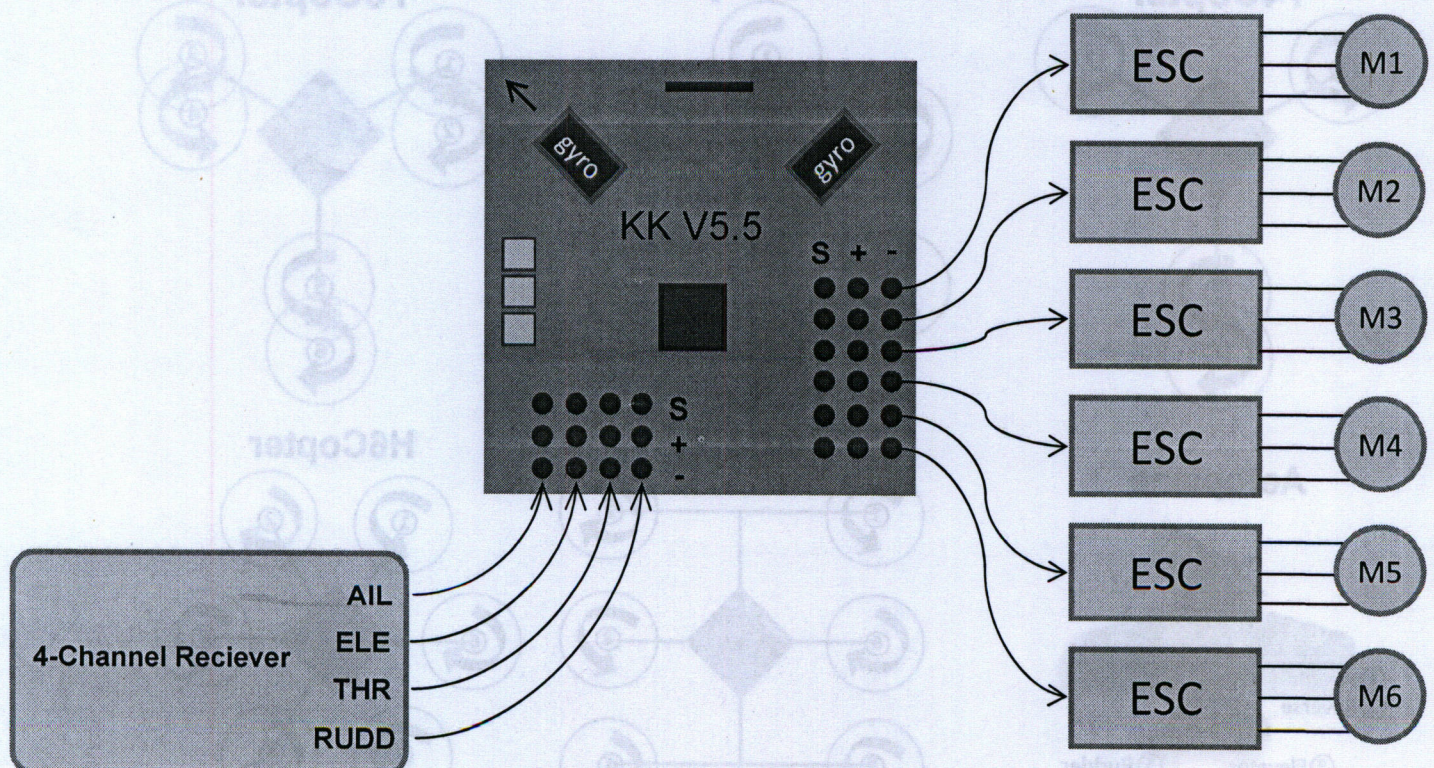 ESC M1
gyro gyro
ESC M2
KK V5.5
S + -
ESC M3
S
+
-
ESC M4
H6Copter
4-Channel Reciever
AIL
ELE
THR
RUDD
ESC M5
ESC M6